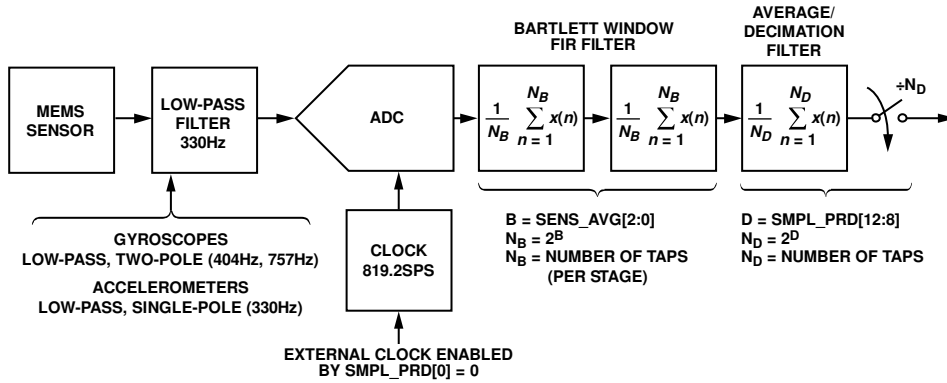 BARTLETT WINDOW
FIR FILTER
AVERAGE/
DECIMATION
FILTER
MEMS
SENSOR
LOW-PASS
FILTER
330Hz
ADC
1
N_B
N_B
∑ x(n)
n = 1
1
N_B
N_B
∑ x(n)
n = 1
1
N_D
N_D
∑ x(n)
n = 1
÷N_D
GYROSCOPES
LOW-PASS, TWO-POLE (404Hz, 757Hz)
ACCELEROMETERS
LOW-PASS, SINGLE-POLE (330Hz)
CLOCK
819.2SPS
EXTERNAL CLOCK ENABLED
BY SMPL_PRD[0] = 0
B = SENS_AVG[2:0]
N_B = 2^B
N_B = NUMBER OF TAPS
(PER STAGE)
D = SMPL_PRD[12:8]
N_D = 2^D
N_D = NUMBER OF TAPS